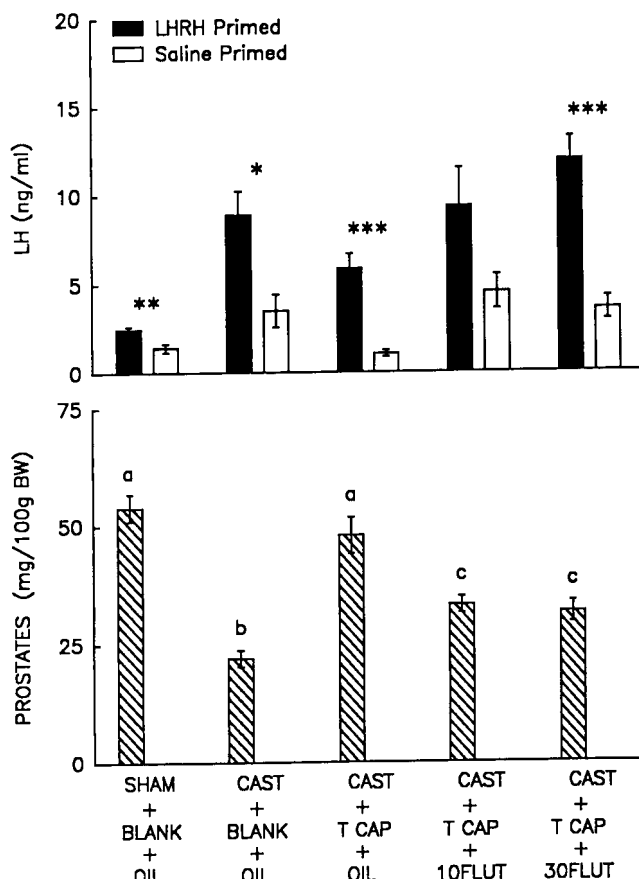 20
LHRH Primed
Saline Primed
15
***
LH (ng/ml)
*
10
***
5
**
0
75
PROSTATES (mg/100g BW)
a
a
50
c
c
b
25
0
SHAM CAST CAST CAST CAST
+ + + + +
BLANK BLANK T CAP T CAP T CAP
+ + + + +
OIL OIL OIL 10FLUT 30FLUT